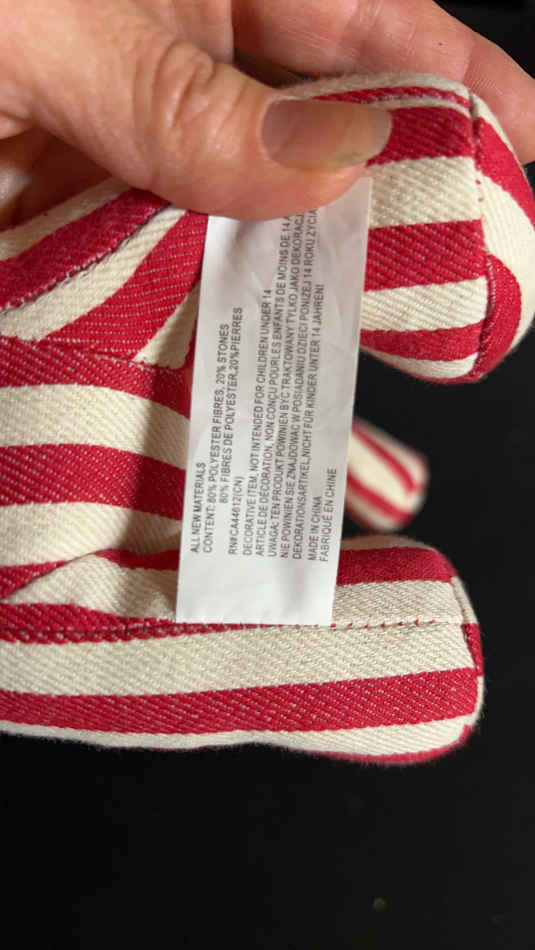 ALL NEW MATERIALS
CONTENT: 80% POLYESTER FIBRES, 20% STONES
80% FIBRES DE POLYESTER,20%PIERRES
RN#CA44612(CN)
DECORATIVE ITEM, NOT INTENDED FOR CHILDREN UNDER 14
ARTICLE DE DÉCORATION, NON CONÇU POURLES ENFANTS DE MOINS DE 14
UWAGA: TEN PRODUKT POWINIEN BYC TRAKTOWANY TYLKO JAKO DEKORACJ
NIE POWINIEN SIE ZNAJDOWAC W POSIADANIU DZIECI PONIZEJ 14 ROKU ZYCIA
DEKORATIONSARTIKEL,NICHT FÜR KINDER UNTER 14 JAHREN!
MADE IN CHINA
FABRIQUÉ EN CHINE